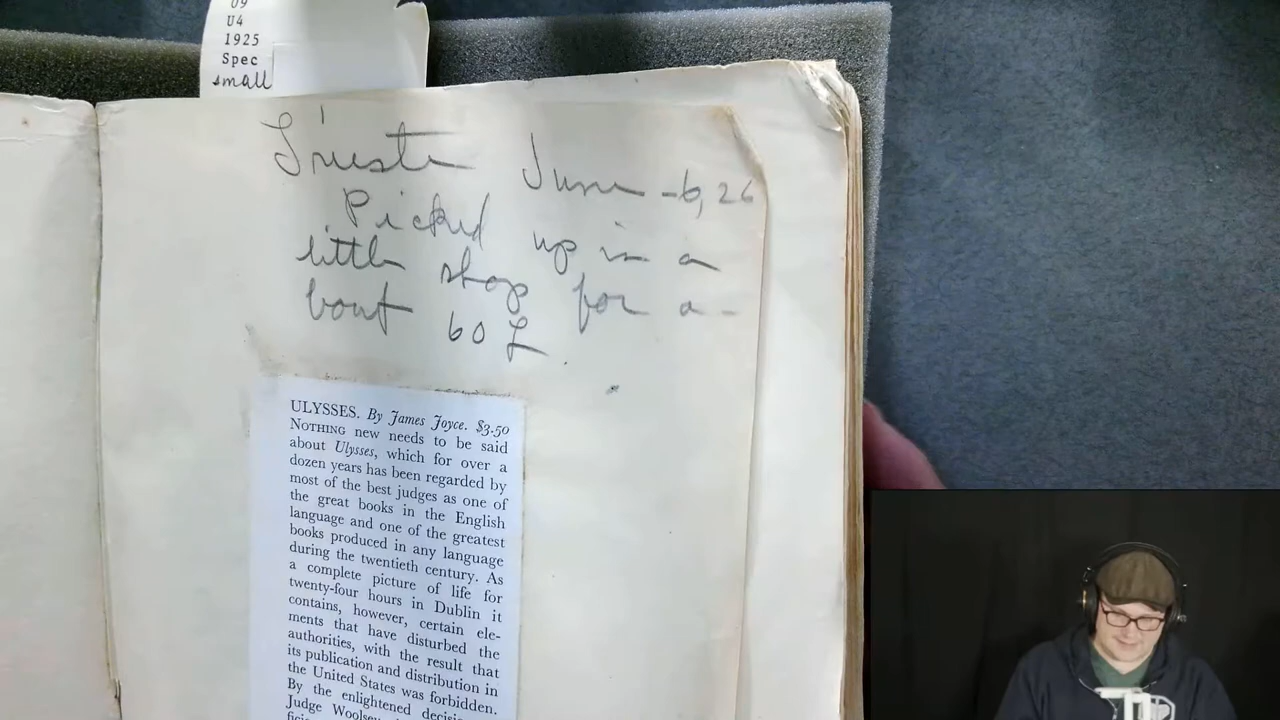 09
U4
1925
Spec
small
Trieste June -6, 26
Picked up in a
little shop for a-
bout 60 £.
ULYSSES. By James Joyce. $3.50
NOTHING new needs to be said
about Ulysses, which for over a
dozen years has been regarded by
most of the best judges as one of
the great books in the English
language and one of the greatest
books produced in any language
during the twentieth century. As
a complete picture of life for
twenty-four hours in Dublin it
contains, however, certain ele-
ments that have disturbed the
authorities, with the result that
its publication and distribution in
the United States was forbidden.
By the enlightened decisi
Judge Woolse